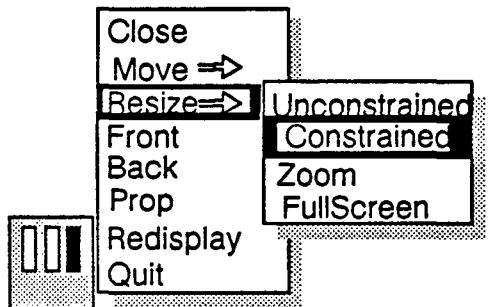 Close
Move
Resize
Front
Back
Prop
Redisplay
Quit
Unconstrained
Constrained
Zoom
FullScreen